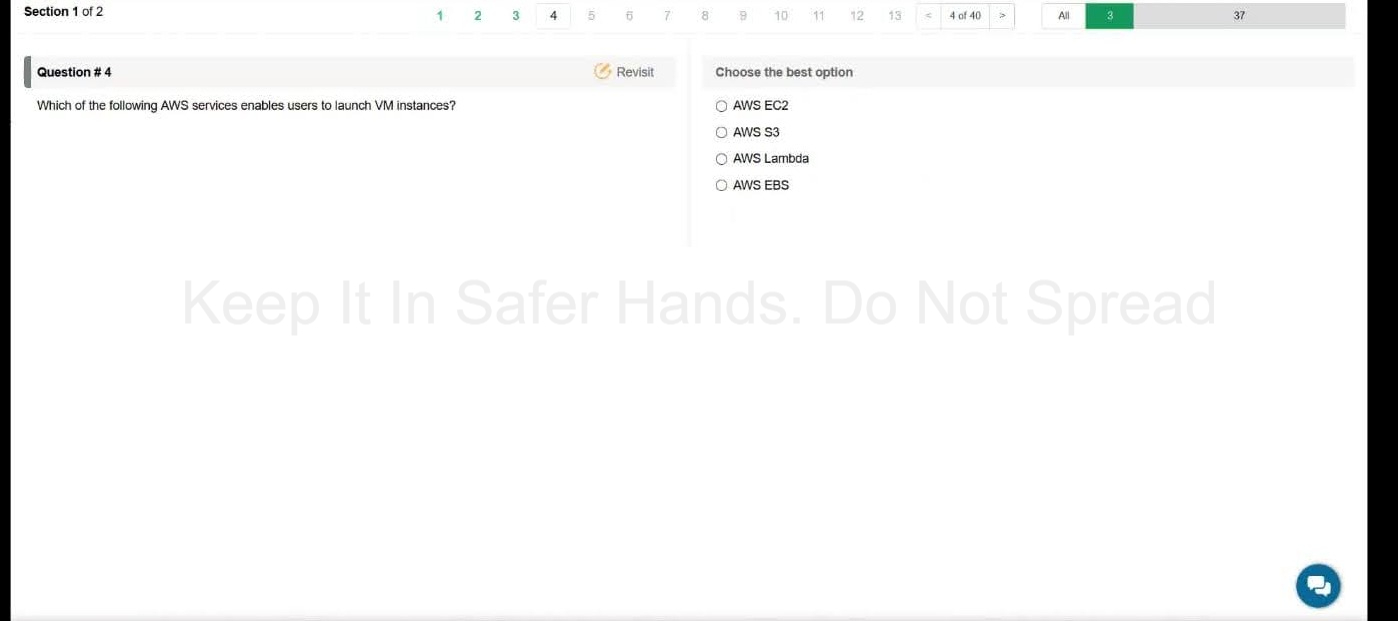 Section 1 of 2
1 2 3 4 5 6 7 8 9 10 11 12 13 < 4 of 40 > All 3 37
Question # 4
Revisit
Which of the following AWS services enables users to launch VM instances?
Choose the best option
AWS EC2
AWS S3
AWS Lambda
AWS EBS
Keep It In Safer Hands. Do Not Spread